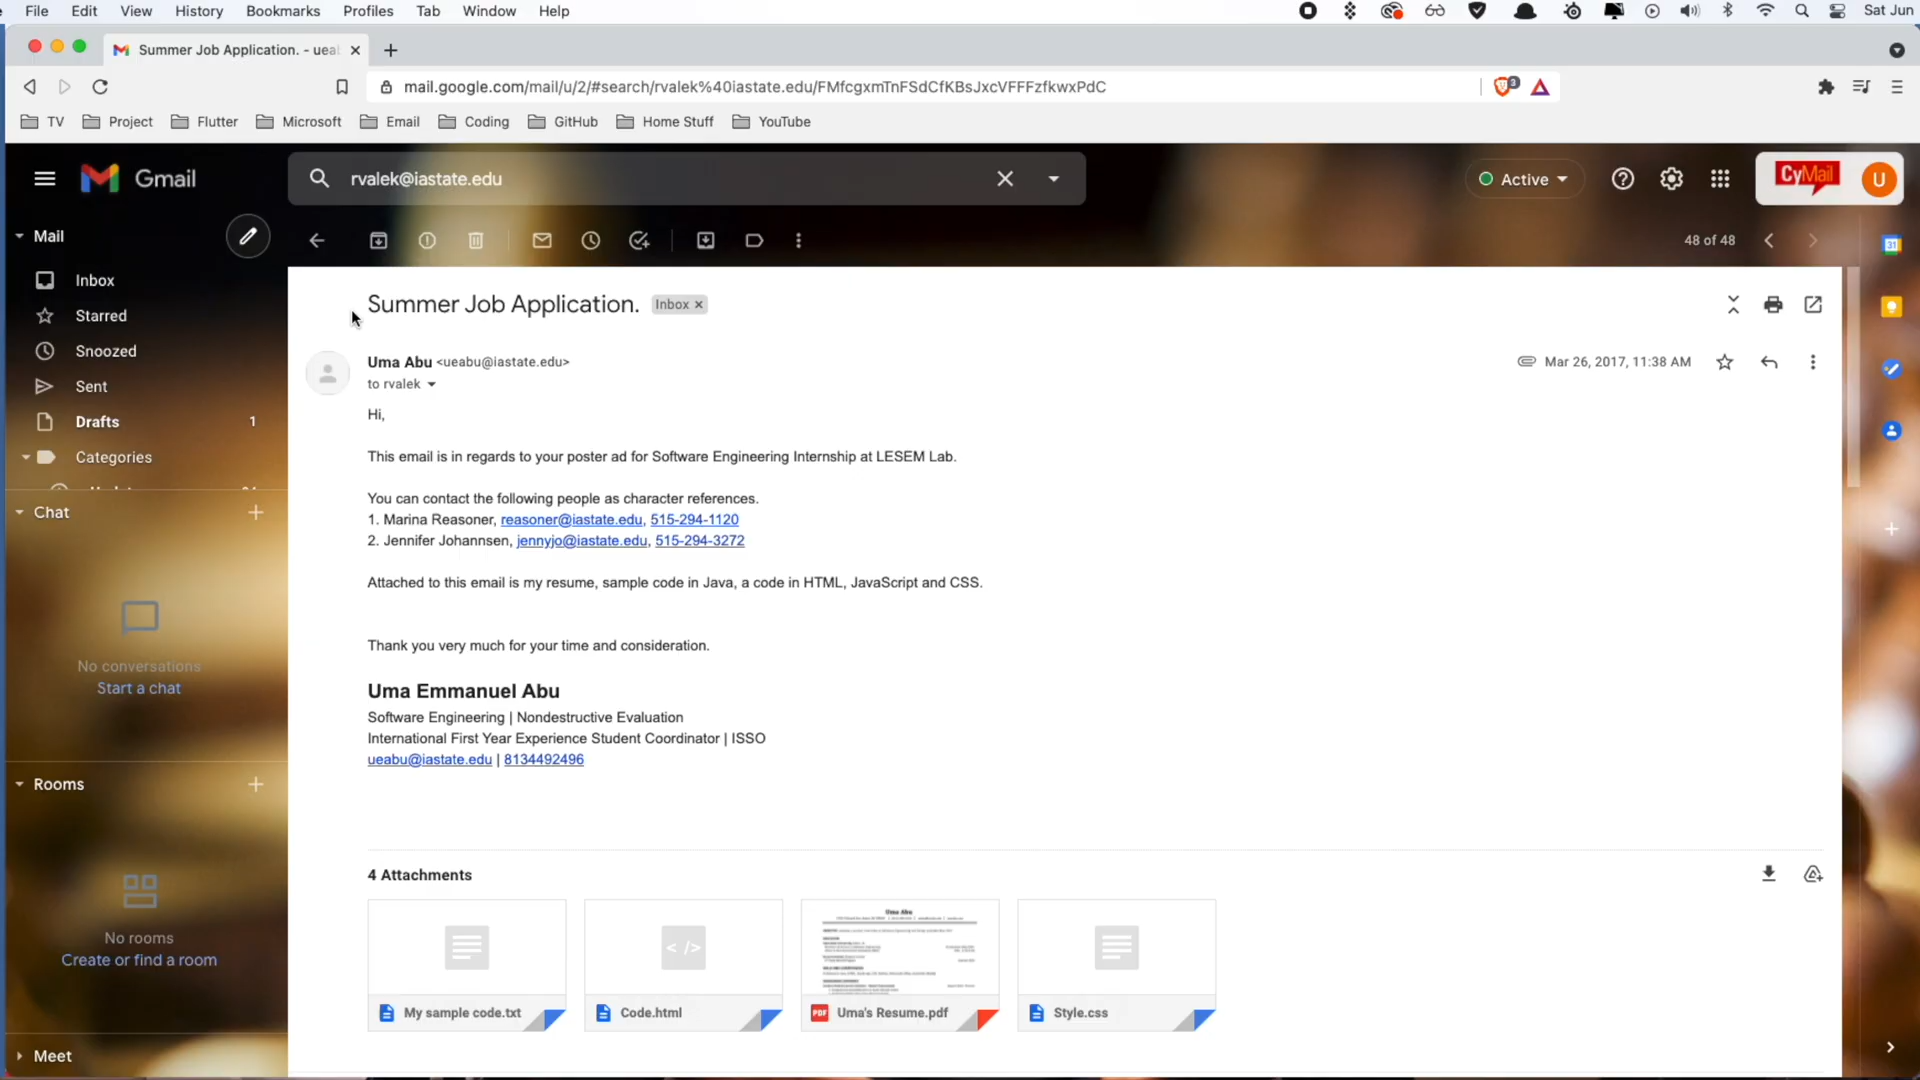 File Edit View History Bookmarks Profiles Tab Window Help Sat Jun
Summer Job Application. - uea
mail.google.com/mail/u/2/#search/rvalek%40iastate.edu/FMfcgxmTnFSdCfKBsJxcVFFFzfkwxPdC
3
TV Project Flutter Microsoft Email Coding GitHub Home Stuff YouTube
Gmail
rvalek@iastate.edu
Active
CyMail
U
Mail
48 of 48
31
Inbox
Starred
Snoozed
Sent
Drafts 1
Categories
Chat
No conversations
Start a chat
Rooms
No rooms
Create or find a room
Meet
Summer Job Application. Inbox ×
Uma Abu <ueabu@iastate.edu>
Mar 26, 2017, 11:38 AM
to rvalek
Hi,
This email is in regards to your poster ad for Software Engineering Internship at LESEM Lab.
You can contact the following people as character references.
1. Marina Reasoner, reasoner@iastate.edu, 515-294-1120
2. Jennifer Johannsen, jennyjo@iastate.edu, 515-294-3272
Attached to this email is my resume, sample code in Java, a code in HTML, JavaScript and CSS.
Thank you very much for your time and consideration.
Uma Emmanuel Abu
Software Engineering | Nondestructive Evaluation
International First Year Experience Student Coordinator | ISSO
ueabu@iastate.edu | 8134492496
4 Attachments
Uma Abu
My sample code.txt
Code.html
PDF Uma's Resume.pdf
Style.css